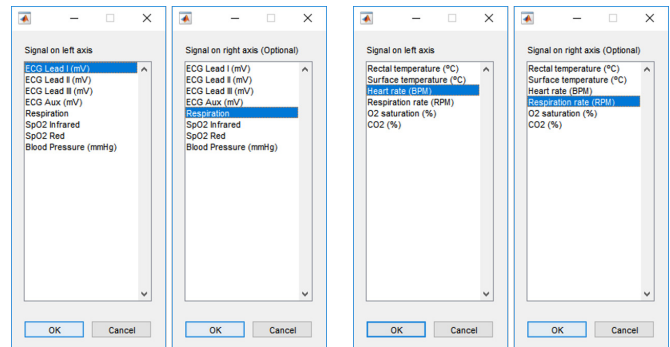 Signal on left axis
ECG Lead I (mV)
ECG Lead II (mV)
ECG Lead III (mV)
ECG Aux (mV)
Respiration
SpO2 Infrared
SpO2 Red
Blood Pressure (mmHg)
OK
Cancel
Signal on right axis (Optional)
ECG Lead I (mV)
ECG Lead II (mV)
ECG Lead III (mV)
ECG Aux (mV)
Respiration
SpO2 Infrared
SpO2 Red
Blood Pressure (mmHg)
OK
Cancel
Signal on left axis
Rectal temperature (ºC)
Surface temperature (ºC)
Heart rate (BPM)
Respiration rate (RPM)
O2 saturation (%)
CO2 (%)
OK
Cancel
Signal on right axis (Optional)
Rectal temperature (ºC)
Surface temperature (ºC)
Heart rate (BPM)
Respiration rate (RPM)
O2 saturation (%)
CO2 (%)
OK
Cancel